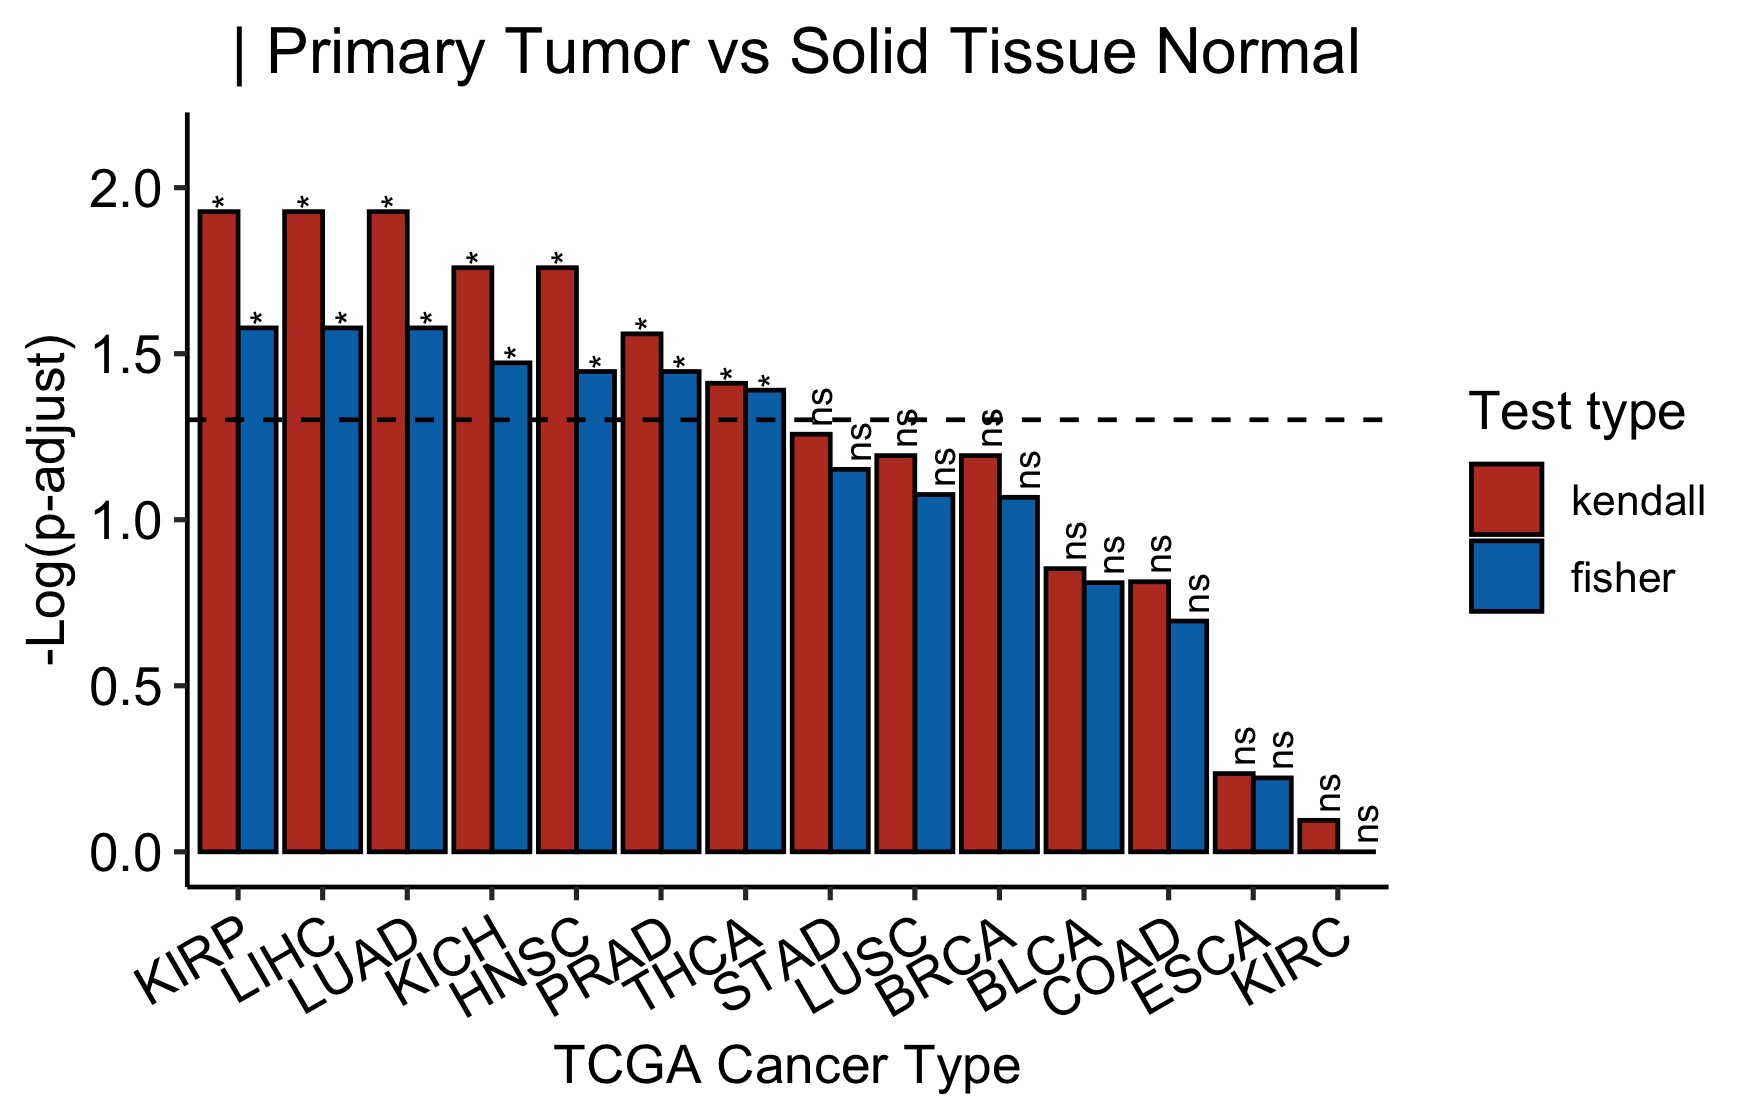 | Primary Tumor vs Solid Tissue Normal
-Log(p-adjust)
2.0
1.5
1.0
0.5
0.0
* * * * * * * * * * * * * * ns ns ns ns ns ns ns ns ns ns ns ns ns ns
KIRP LIHC LUAD KICH HNSC PRAD THCA STAD LUSC BRCA BLCA COAD ESCA KIRC
TCGA Cancer Type
Test type
kendall
fisher